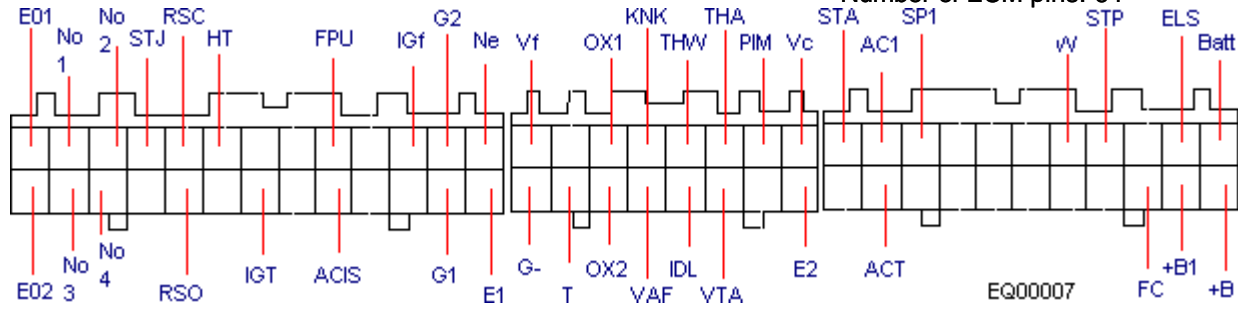 E01 No 1 No 2 STJ RSC HT FPU IGf G2 Ne Vf OX1 KNK THW THA PIM Vc STA AC1 SP1 W STP ELS Batt
E02 No 3 No 4 RSO IGT ACIS G1 E1 G- T OX2 VAF IDL VTA E2 ACT EQ00007 FC +B1 +B